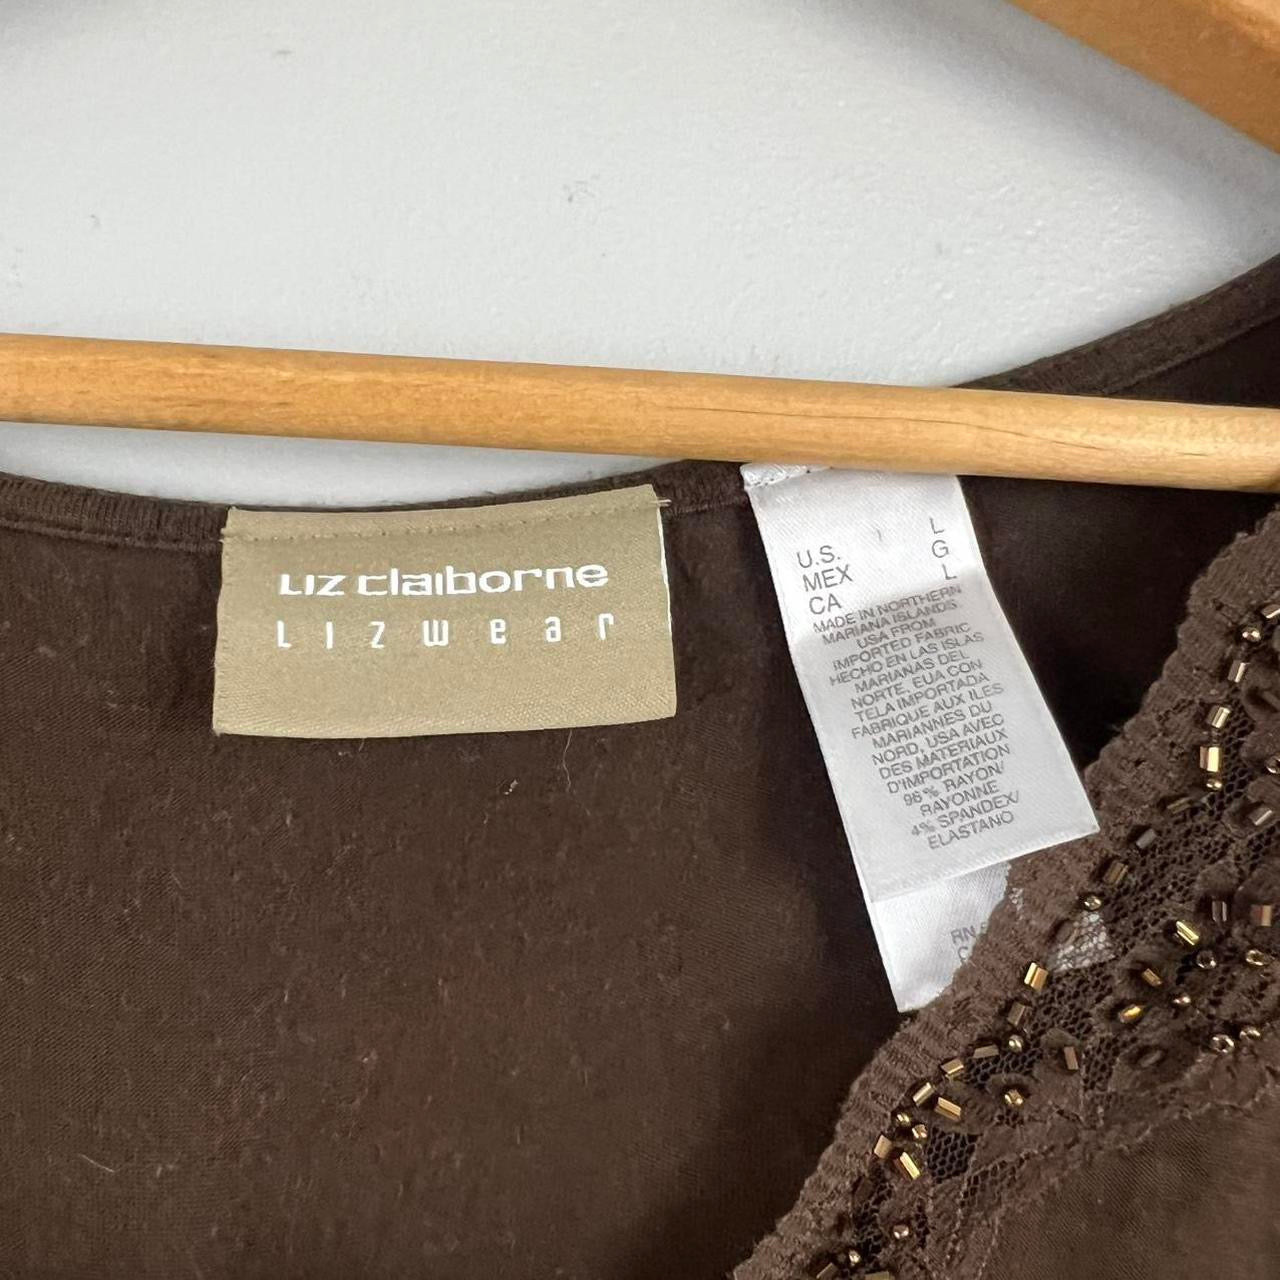 Liz claiborne
LIZWEAR
U.S. L
MEX G
CA L
MADE IN NORTHERN
MARIANA ISLANDS
USA FROM
IMPORTED FABRIC
HECHO EN LAS ISLAS
MARIANAS DEL
NORTE, EUA CON
TELA IMPORTADA
FABRIQUE AUX ILES
MARIANNES DU
NORD, USA AVEC
DES MATERIAUX
D'IMPORTATION
96% RAYON/
RAYONNE
4% SPANDEX/
ELASTANO
RN
C